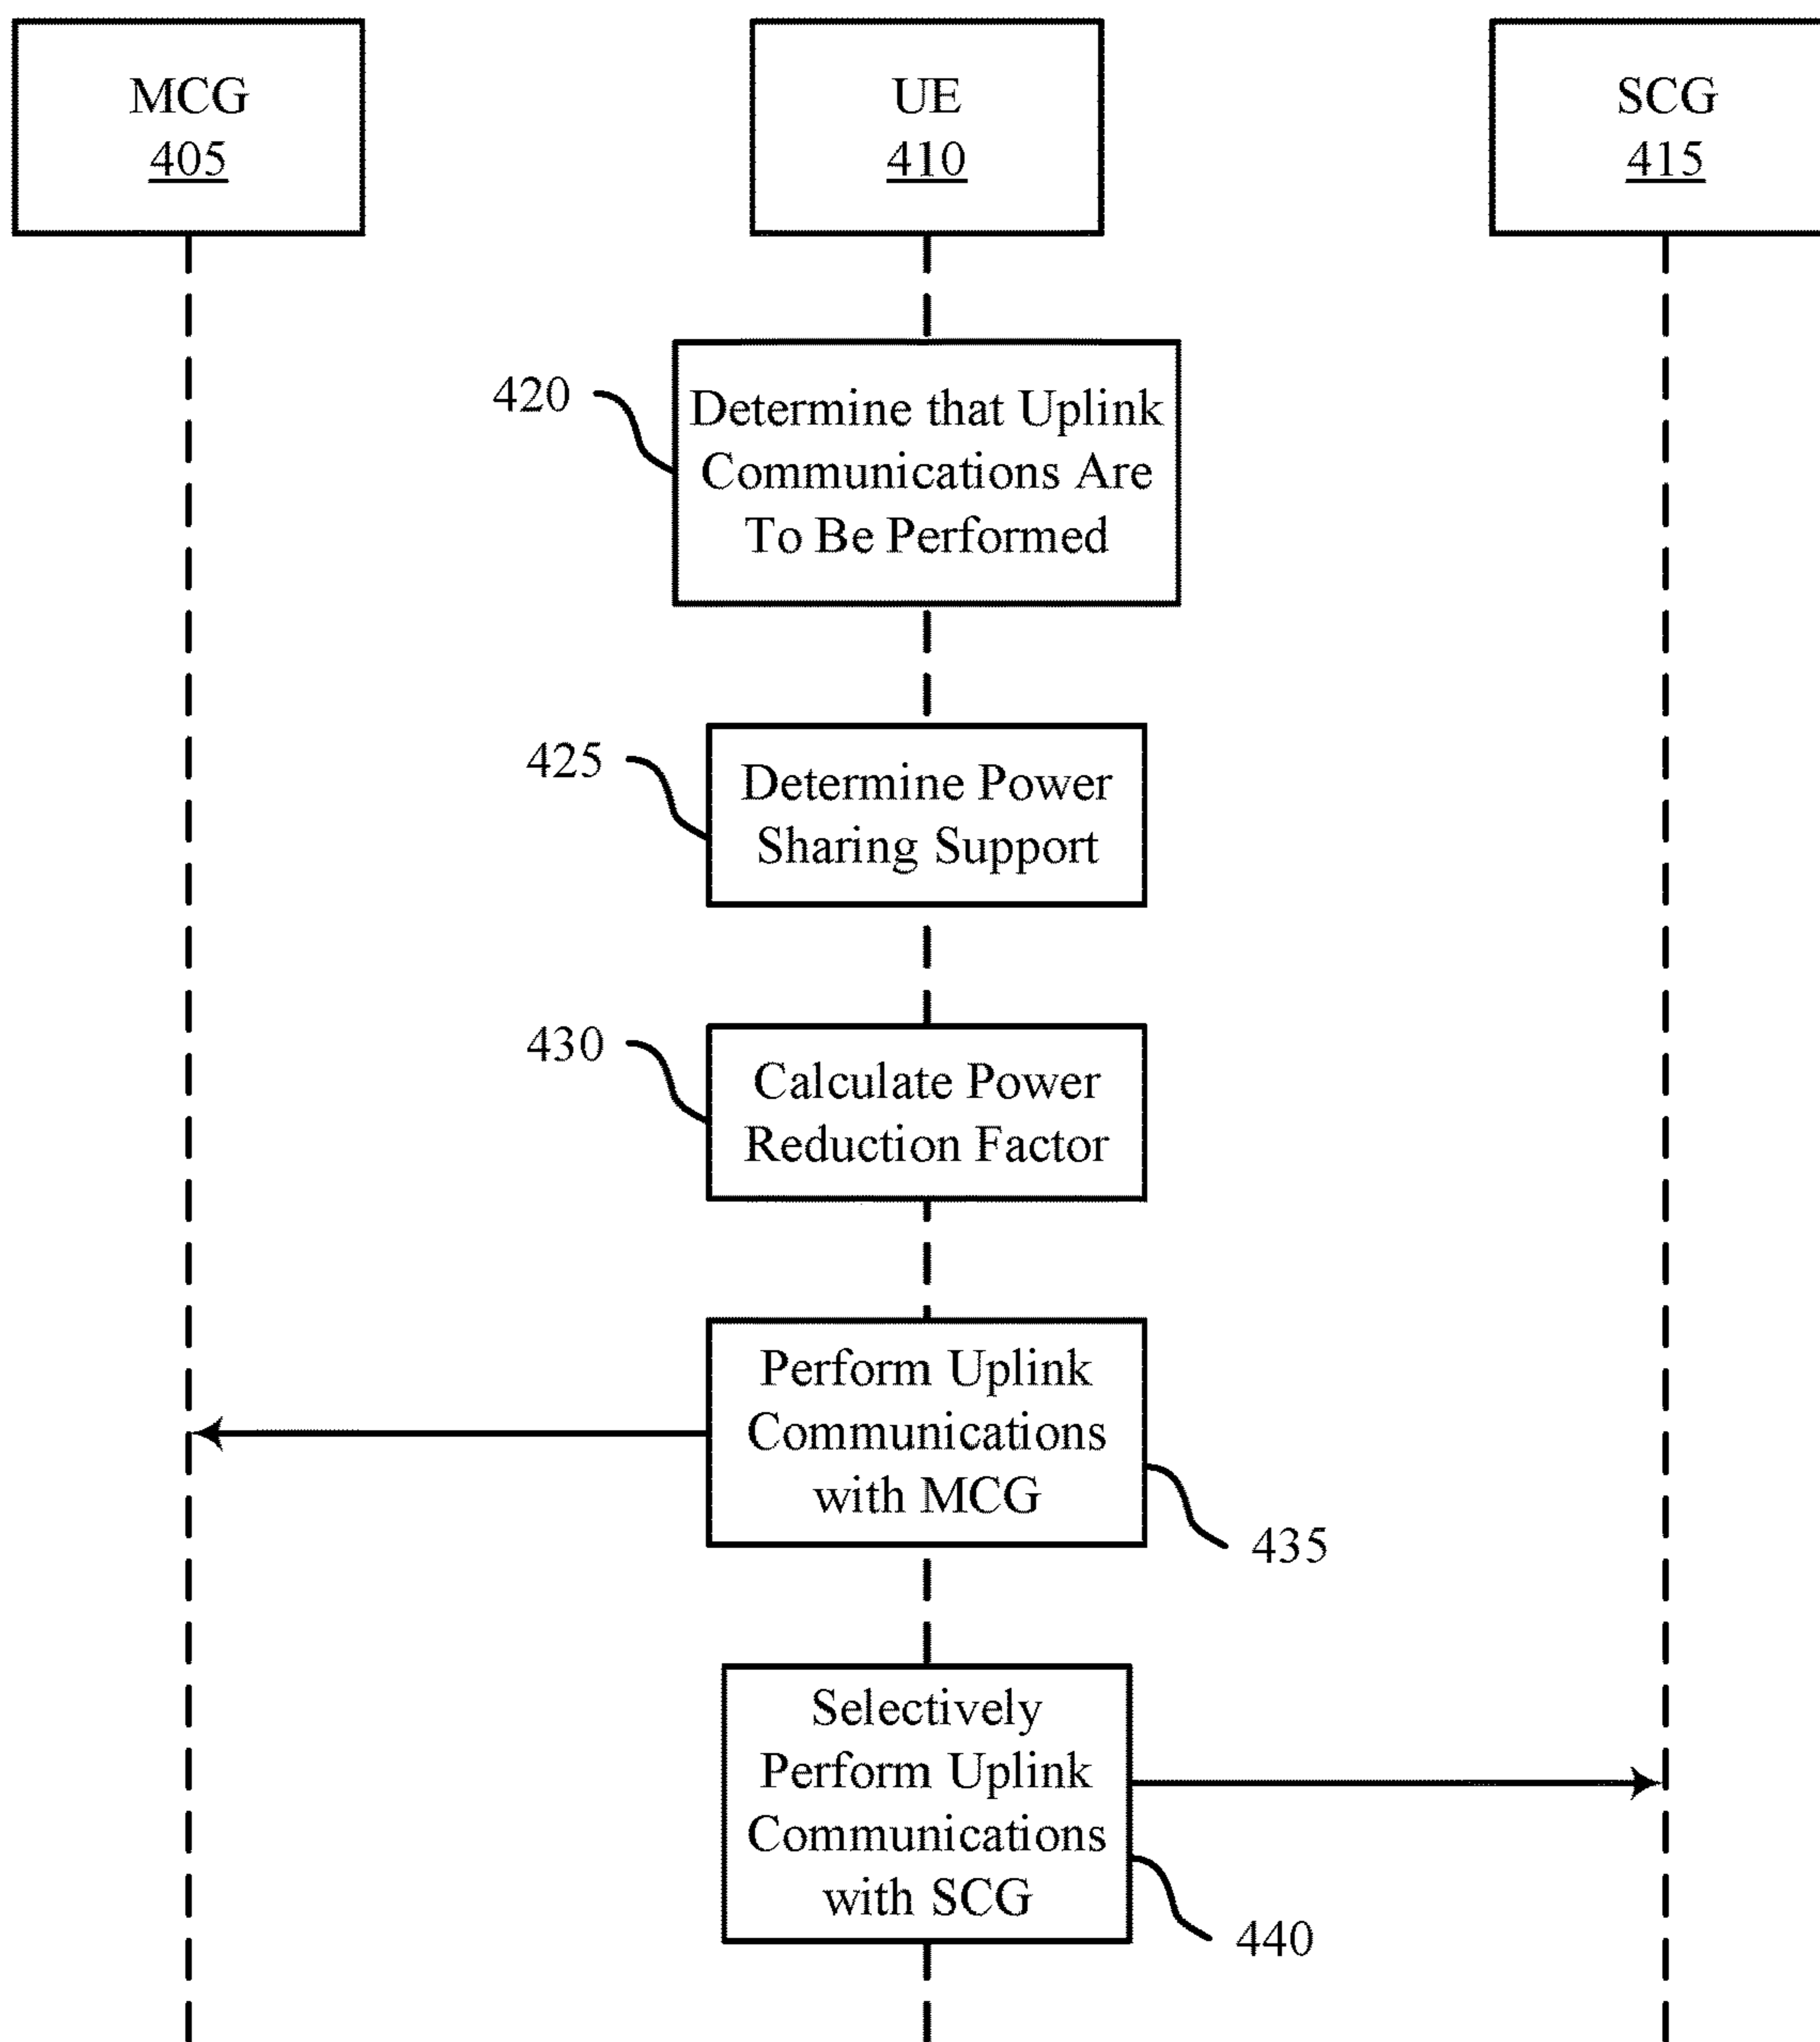 MCG
405
UE
410
SCG
415
420
Determine that Uplink
Communications Are
To Be Performed
425
Determine Power
Sharing Support
430
Calculate Power
Reduction Factor
Perform Uplink
Communications
with MCG
435
Selectively
Perform Uplink
Communications
with SCG
440